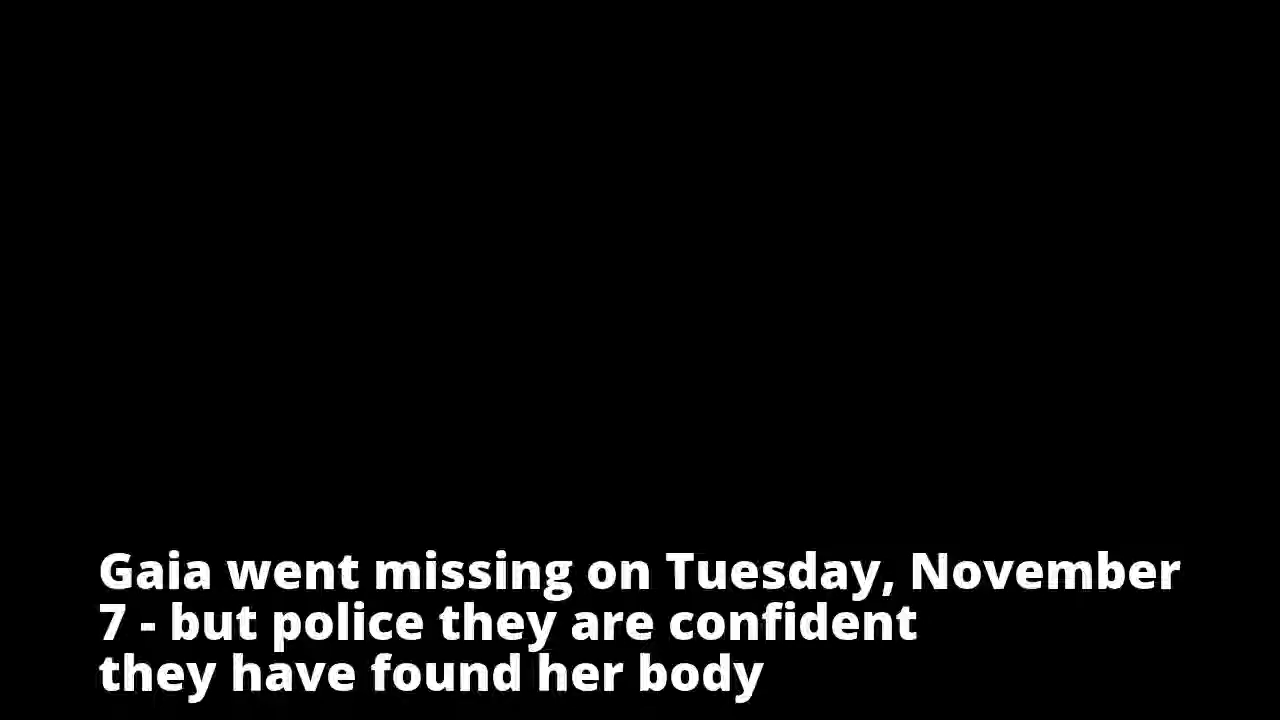 Gaia went missing on Tuesday, November
7 - but police they are confident
they have found her body